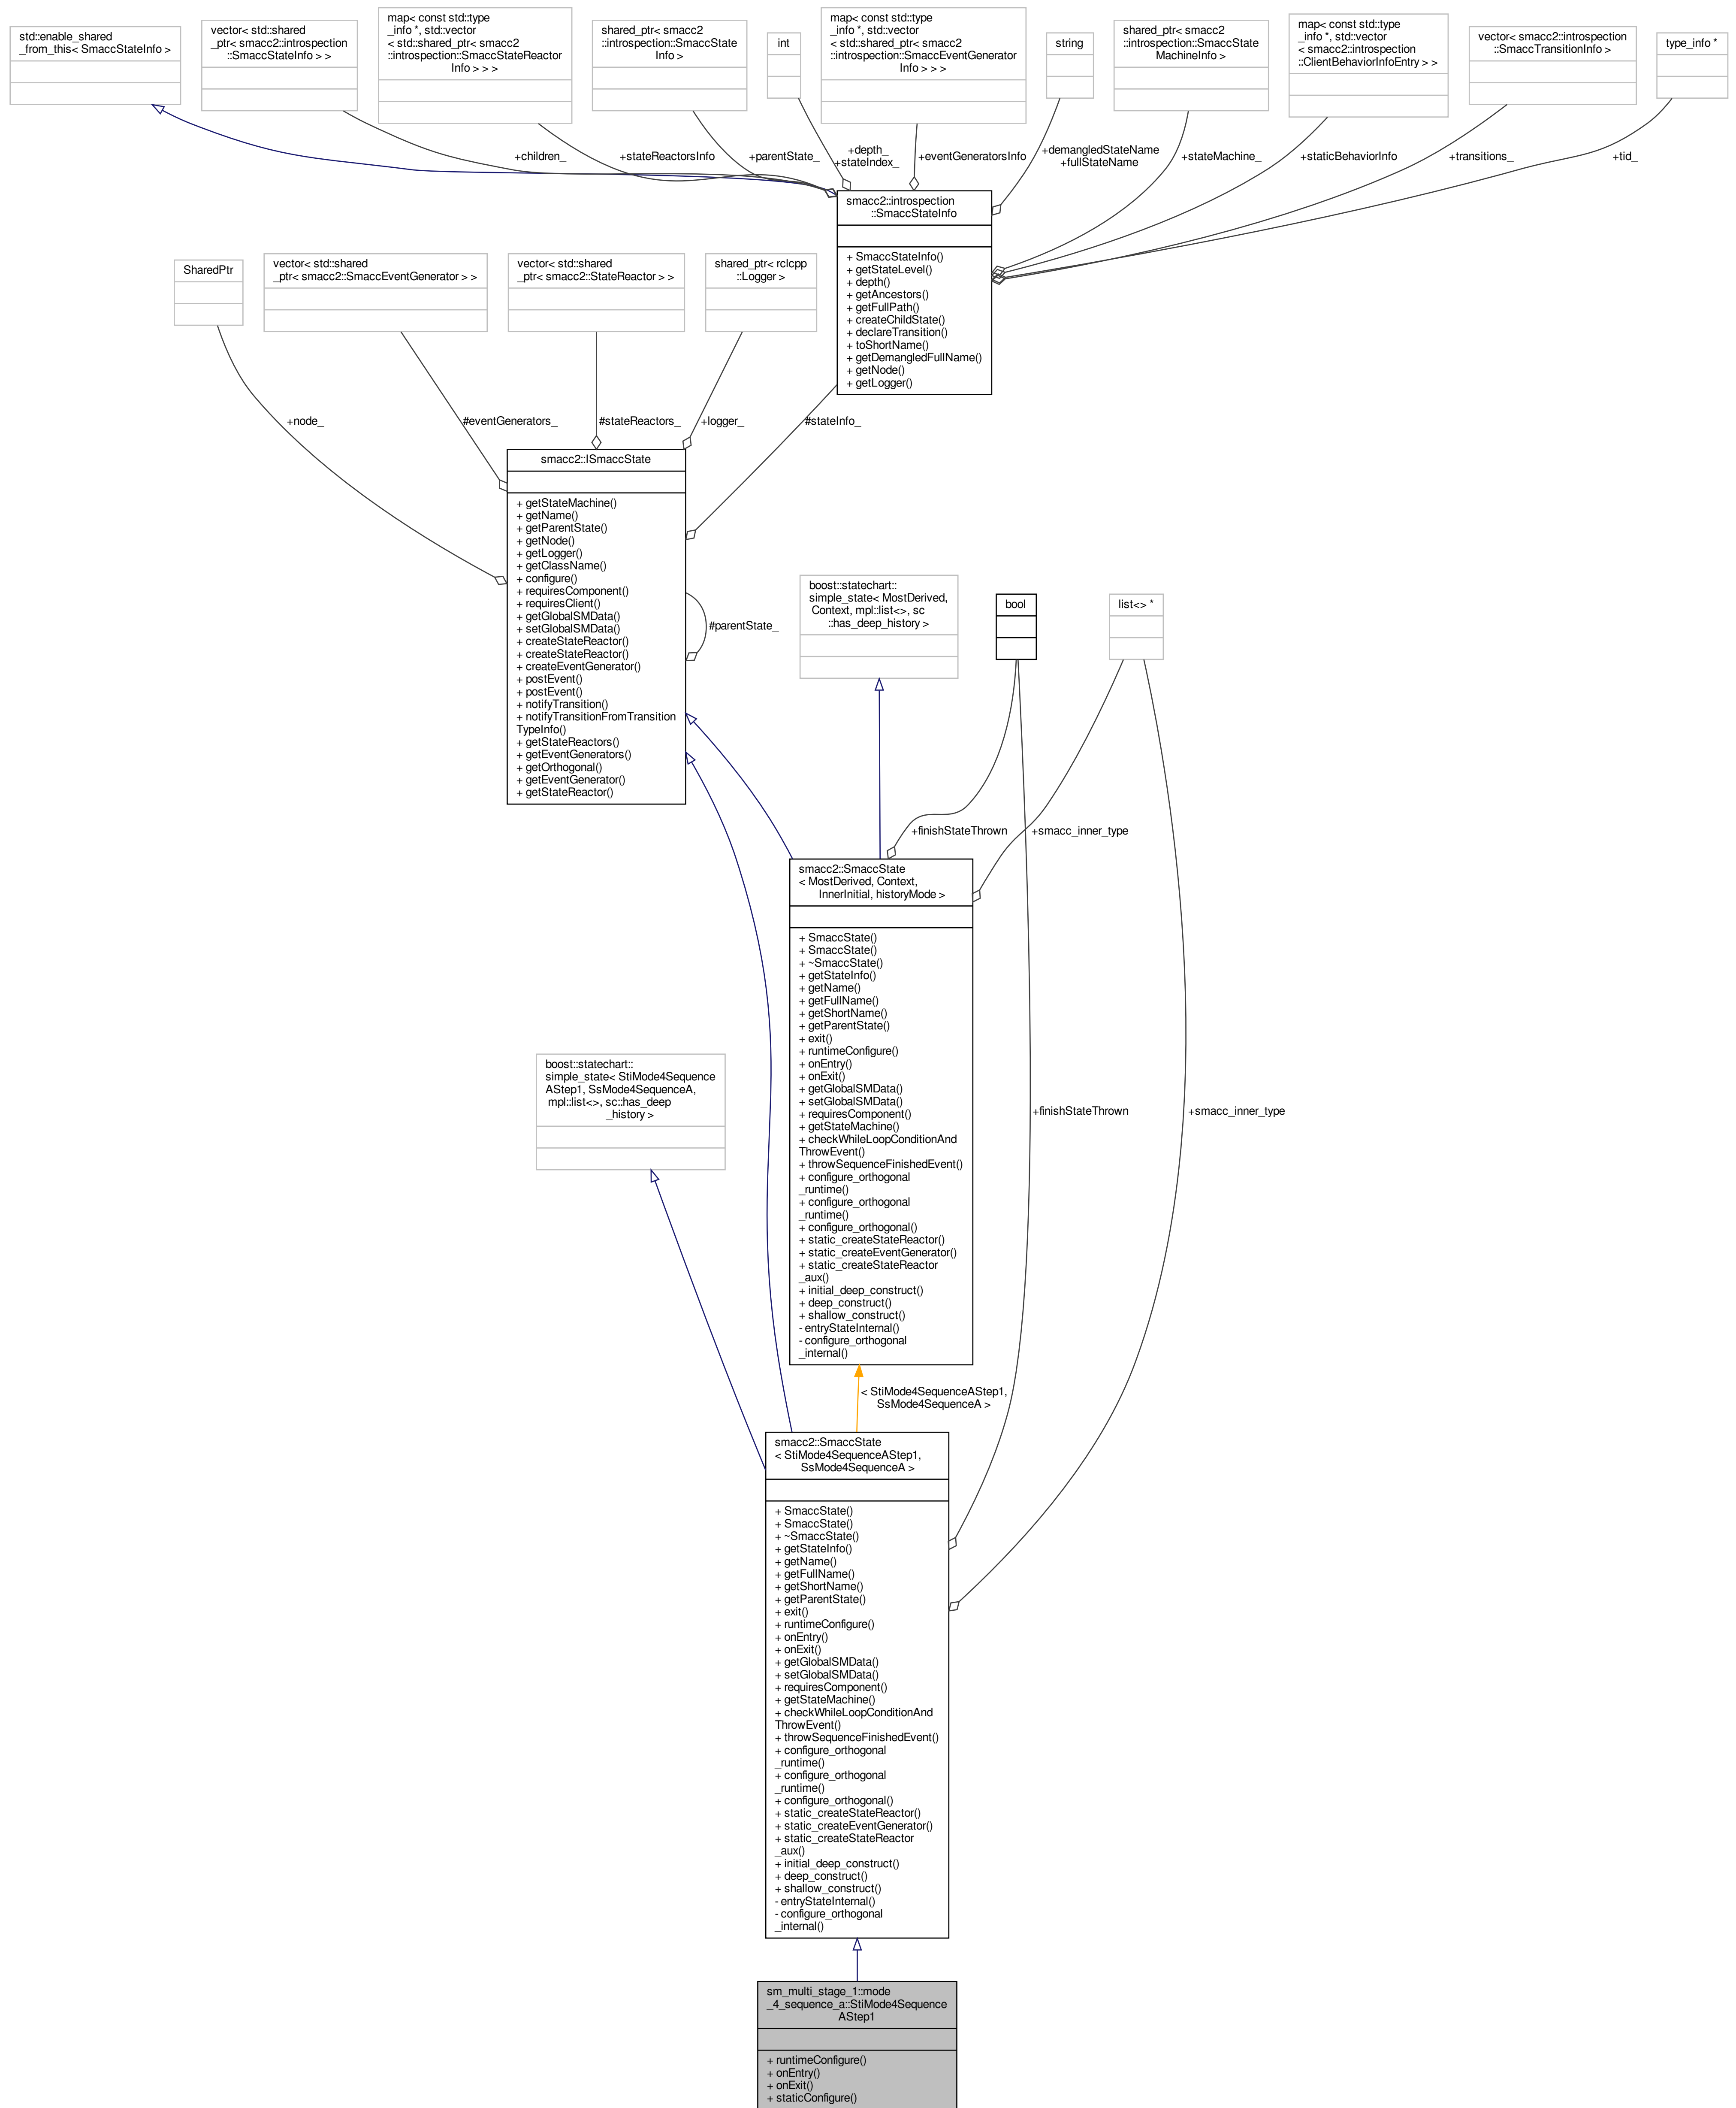 std::enable_shared
_from_this< SmaccStateInfo >
vector< std::shared
_ptr< smacc2::introspection
::SmaccStateInfo > >
map< const std::type
_info *, std::vector
< std::shared_ptr< smacc2
::introspection::SmaccStateReactor
Info > > >
shared_ptr< smacc2
::introspection::SmaccState
Info >
int
map< const std::type
_info *, std::vector
< std::shared_ptr< smacc2
::introspection::SmaccEventGenerator
Info > > >
string
shared_ptr< smacc2
::introspection::SmaccState
MachineInfo >
map< const std::type
_info *, std::vector
< smacc2::introspection
::ClientBehaviorInfoEntry > >
vector< smacc2::introspection
::SmaccTransitionInfo >
type_info *
+children_
+stateReactorsInfo
+parentState_
+depth_
+stateIndex_
+eventGeneratorsInfo
+demangledStateName
+fullStateName
+stateMachine_
+staticBehaviorInfo
+transitions_
+tid_
smacc2::introspection
::SmaccStateInfo
+ SmaccStateInfo()
+ getStateLevel()
+ depth()
+ getAncestors()
+ getFullPath()
+ createChildState()
+ declareTransition()
+ toShortName()
+ getDemangledFullName()
+ getNode()
+ getLogger()
SharedPtr
vector< std::shared
_ptr< smacc2::SmaccEventGenerator > >
vector< std::shared
_ptr< smacc2::StateReactor > >
shared_ptr< rclcpp
::Logger >
+node_
#eventGenerators_
#stateReactors_
+logger_
#stateInfo_
smacc2::ISmaccState
+ getStateMachine()
+ getName()
+ getParentState()
+ getNode()
+ getLogger()
+ getClassName()
+ configure()
+ requiresComponent()
+ requiresClient()
+ getGlobalSMData()
+ setGlobalSMData()
+ createStateReactor()
+ createStateReactor()
+ createEventGenerator()
+ postEvent()
+ postEvent()
+ notifyTransition()
+ notifyTransitionFromTransition
TypeInfo()
+ getStateReactors()
+ getEventGenerators()
+ getOrthogonal()
+ getEventGenerator()
+ getStateReactor()
#parentState_
boost::statechart::
simple_state< MostDerived,
Context, mpl::list<>, sc
::has_deep_history >
bool
list<> *
+finishStateThrown
+smacc_inner_type
smacc2::SmaccState
< MostDerived, Context,
InnerInitial, historyMode >
+ SmaccState()
+ SmaccState()
+ ~SmaccState()
+ getStateInfo()
+ getName()
+ getFullName()
+ getShortName()
+ getParentState()
+ exit()
+ runtimeConfigure()
+ onEntry()
+ onExit()
+ getGlobalSMData()
+ setGlobalSMData()
+ requiresComponent()
+ getStateMachine()
+ checkWhileLoopConditionAnd
ThrowEvent()
+ throwSequenceFinishedEvent()
+ configure_orthogonal
_runtime()
+ configure_orthogonal
_runtime()
+ configure_orthogonal()
+ static_createStateReactor()
+ static_createEventGenerator()
+ static_createStateReactor
_aux()
+ initial_deep_construct()
+ deep_construct()
+ shallow_construct()
- entryStateInternal()
- configure_orthogonal
_internal()
boost::statechart::
simple_state< StiMode4Sequence
AStep1, SsMode4SequenceA,
mpl::list<>, sc::has_deep
_history >
+finishStateThrown
+smacc_inner_type
< StiMode4SequenceAStep1,
SsMode4SequenceA >
smacc2::SmaccState
< StiMode4SequenceAStep1,
SsMode4SequenceA >
+ SmaccState()
+ SmaccState()
+ ~SmaccState()
+ getStateInfo()
+ getName()
+ getFullName()
+ getShortName()
+ getParentState()
+ exit()
+ runtimeConfigure()
+ onEntry()
+ onExit()
+ getGlobalSMData()
+ setGlobalSMData()
+ requiresComponent()
+ getStateMachine()
+ checkWhileLoopConditionAnd
ThrowEvent()
+ throwSequenceFinishedEvent()
+ configure_orthogonal
_runtime()
+ configure_orthogonal
_runtime()
+ configure_orthogonal()
+ static_createStateReactor()
+ static_createEventGenerator()
+ static_createStateReactor
_aux()
+ initial_deep_construct()
+ deep_construct()
+ shallow_construct()
- entryStateInternal()
- configure_orthogonal
_internal()
sm_multi_stage_1::mode
_4_sequence_a::StiMode4Sequence
AStep1
+ runtimeConfigure()
+ onEntry()
+ onExit()
+ staticConfigure()